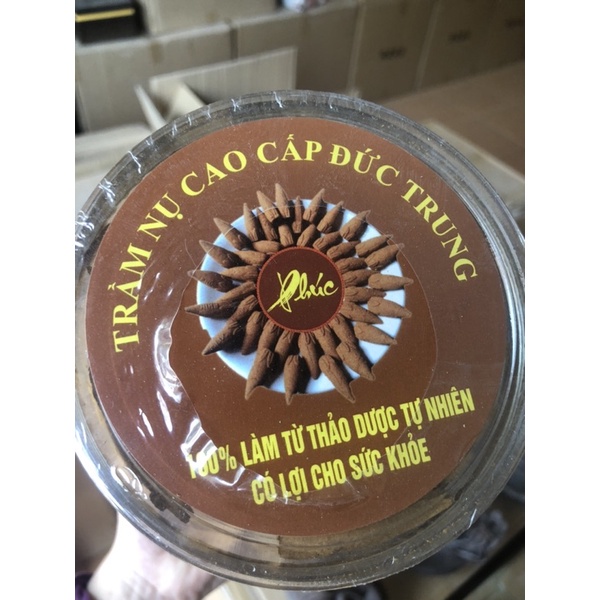 TRẦM NỤ CAO CẤP ĐỨC TRUNG
Phúc
100% LÀM TỪ THẢO DƯỢC TỰ NHIÊN
CÓ LỢI CHO SỨC KHỎE